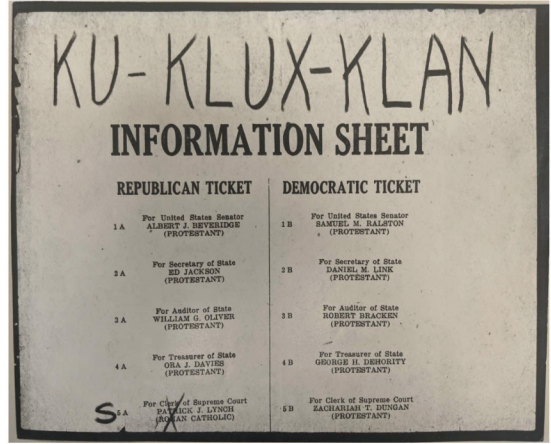 KU-KLUX-KLAN
INFORMATION SHEET
REPUBLICAN TICKET
1 A
For United States Senator
ALBERT J. BEVERIDGE
(PROTESTANT)
2 A
For Secretary of State
ED JACKSON
(PROTESTANT)
3 A
For Auditor of State
WILLIAM G. OLIVER
(PROTESTANT)
4 A
For Treasurer of State
ORA J. DAVIES
(PROTESTANT)
S
5 A
For Clerk of Supreme Court
PATRICK J. LYNCH
(ROMAN CATHOLIC)
DEMOCRATIC TICKET
1 B
For United States Senator
SAMUEL M. RALSTON
(PROTESTANT)
2 B
For Secretary of State
DANIEL M. LINK
(PROTESTANT)
3 B
For Auditor of State
ROBERT BRACKEN
(PROTESTANT)
4 B
For Treasurer of State
GEORGE H. DEHORITY
(PROTESTANT)
5 B
For Clerk of Supreme Court
ZACHARIAH T. DUNGAN
(PROTESTANT)